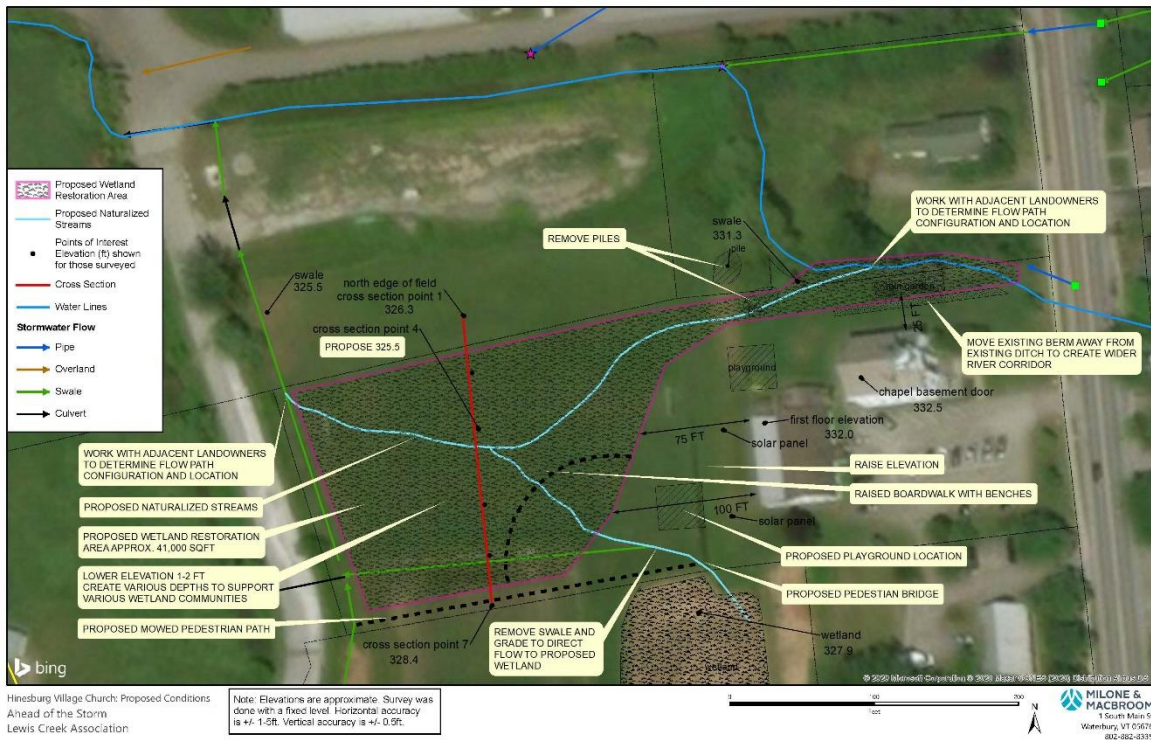 Proposed Wetland
Restoration Area
Proposed Naturalized
Streams
Points of Interest
Elevation (ft) shown
for those surveyed
Cross Section
Water Lines
Stormwater Flow
Pipe
Overland
Swale
Culvert
swale
325.5
north edge of field
cross section point 1
326.3
cross section point 4
PROPOSE 325.5
REMOVE PILES
pile
swale
331.3
WORK WITH ADJACENT LANDOWNERS
TO DETERMINE FLOW PATH
CONFIGURATION AND LOCATION
25 FT
MOVE EXISTING BERM AWAY FROM
EXISTING DITCH TO CREATE WIDER
RIVER CORRIDOR
playground
chapel basement door
332.5
first floor elevation
332.0
75 FT
solar panel
RAISE ELEVATION
RAISED BOARDWALK WITH BENCHES
100 FT
solar panel
PROPOSED PLAYGROUND LOCATION
PROPOSED PEDESTIAN BRIDGE
WORK WITH ADJACENT LANDOWNERS
TO DETERMINE FLOW PATH
CONFIGURATION AND LOCATION
PROPOSED NATURALIZED STREAMS
PROPOSED WETLAND RESTORATION
AREA APPROX. 41,000 SQFT
LOWER ELEVATION 1-2 FT
CREATE VARIOUS DEPTHS TO SUPPORT
VARIOUS WETLAND COMMUNITIES
PROPOSED MOWED PEDESTRIAN PATH
cross section point 7
328.4
REMOVE SWALE AND
GRADE TO DIRECT
FLOW TO PROPOSED
WETLAND
wetland
327.9
bing
© 2020 Microsoft Corporation © 2020 Maxar
Hinesburg Village Church: Proposed Conditions
Ahead of the Storm
Lewis Creek Association
Note: Elevations are approximate. Survey was
done with a fixed level. Horizontal accuracy
is +/- 1-5ft. Vertical accuracy is +/- 0.5ft.
0 100 200
Feet
N
MILONE &
MACBROOM
1 South Main St
Waterbury, VT 05676
802-882-8335